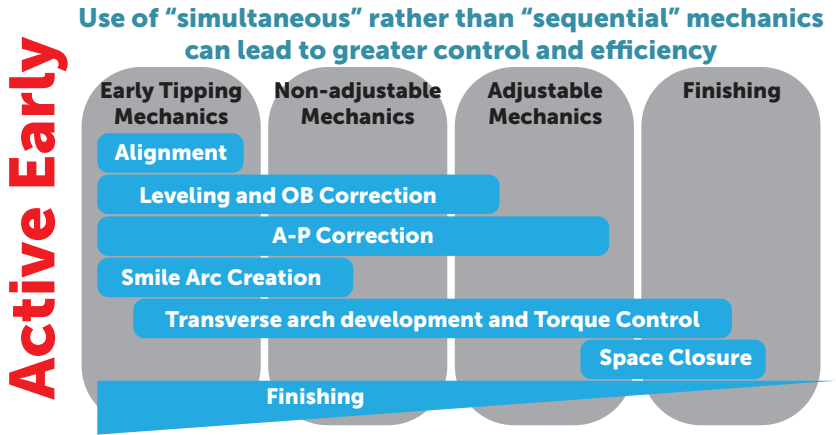 Use of “simultaneous” rather than “sequential” mechanics
can lead to greater control and efficiency
Active Early
Early Tipping
Mechanics
Non-adjustable
Mechanics
Adjustable
Mechanics
Finishing
Alignment
Leveling and OB Correction
A-P Correction
Smile Arc Creation
Transverse arch development and Torque Control
Space Closure
Finishing